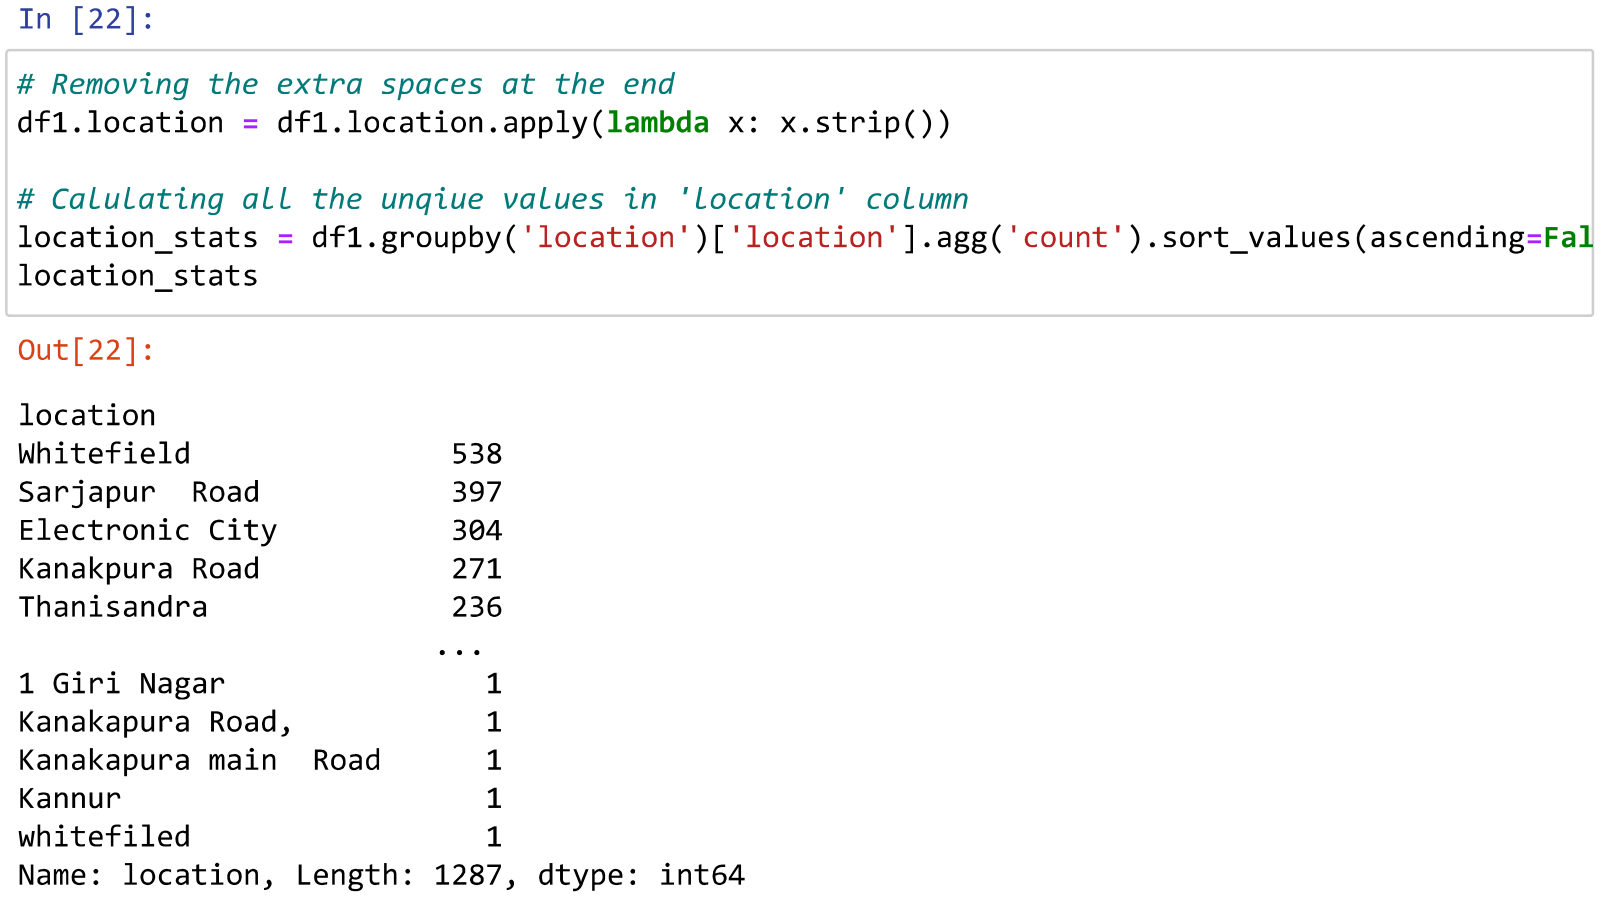 In [22]:
# Removing the extra spaces at the end
df1.location = df1.location.apply(lambda x: x.strip())
# Calulating all the unqiue values in 'location' column
location_stats = df1.groupby('location')['location'].agg('count').sort_values(ascending=Fal
location_stats
Out[22]:
location
Whitefield               538
Sarjapur  Road           397
Electronic City          304
Kanakpura Road           271
Thanisandra              236
                        ...
1 Giri Nagar               1
Kanakapura Road,           1
Kanakapura main  Road      1
Kannur                     1
whitefiled                 1
Name: location, Length: 1287, dtype: int64